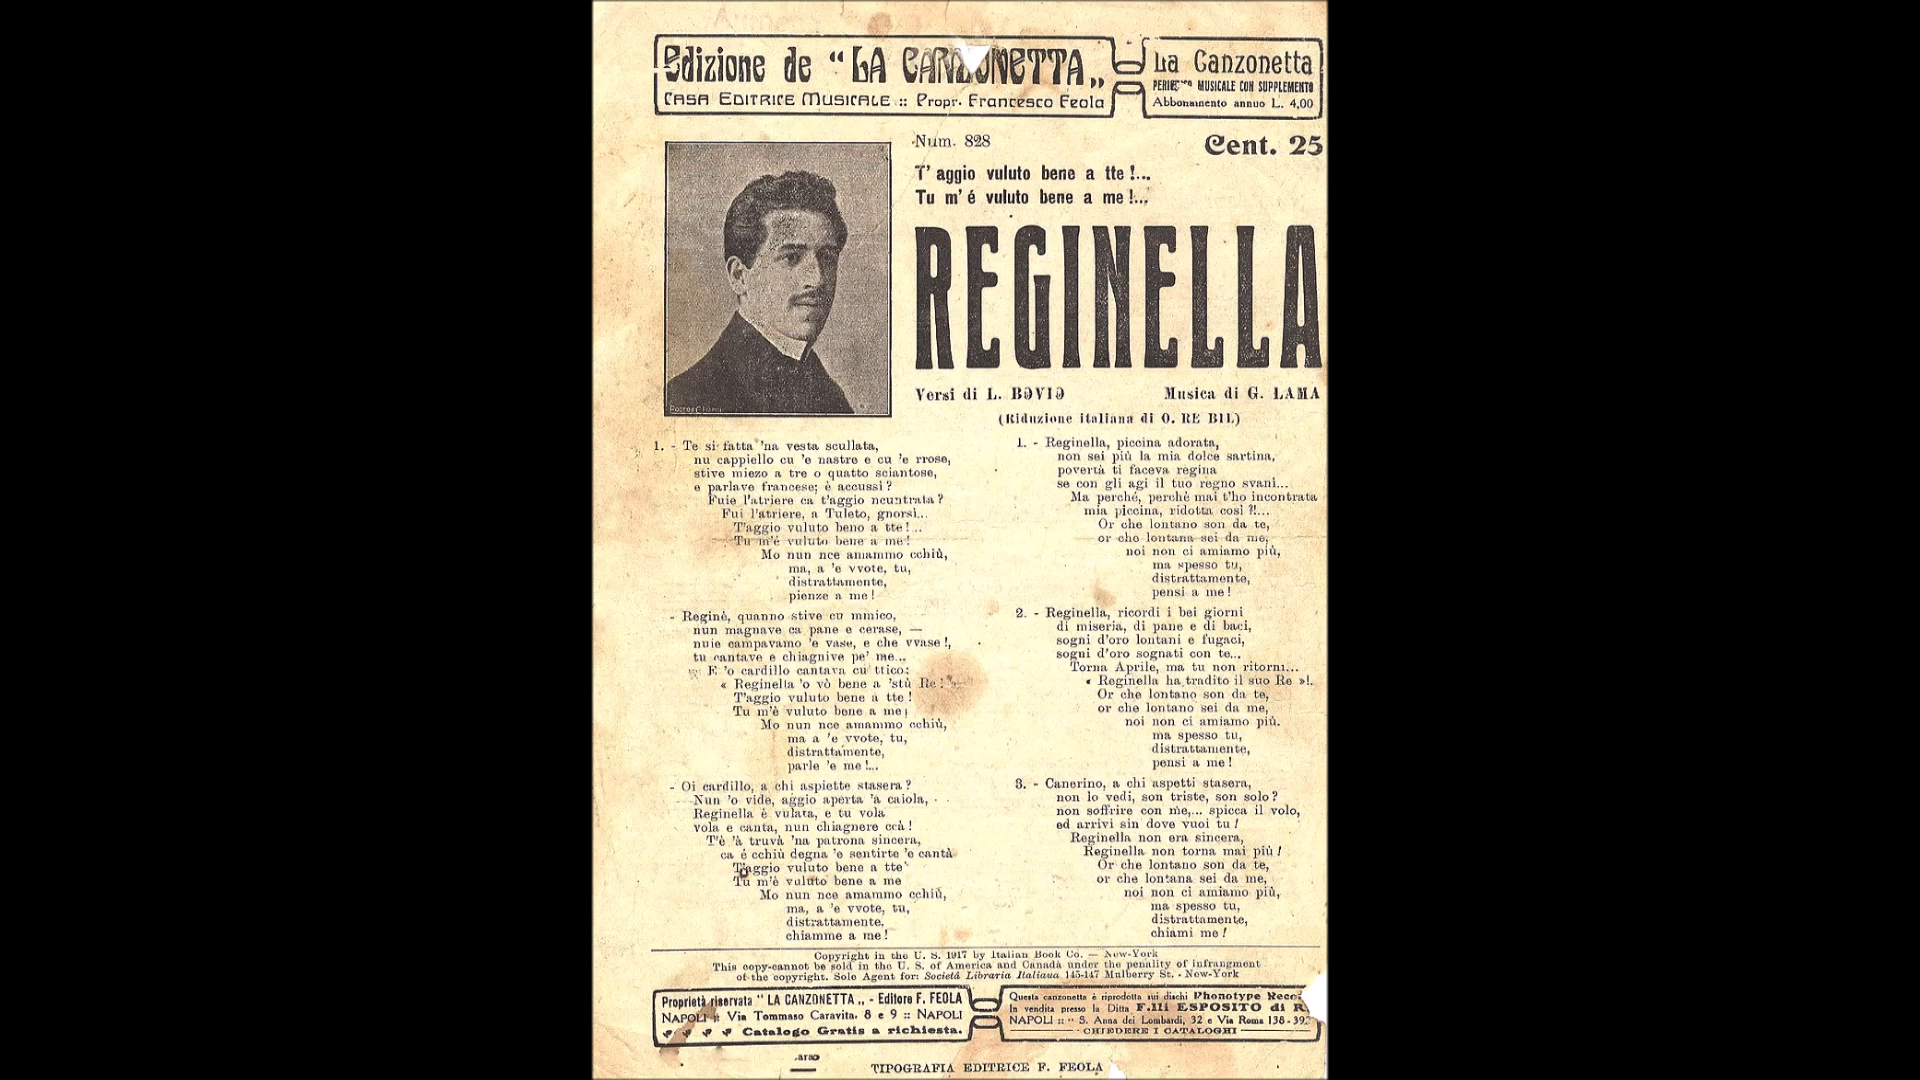 Edizione de “LA CANZONETTA„
CASA EDITRICE MUSICALE :: Propr. Francesco Feola
La Canzonetta
MUSICALE CON SUPPLEMENTO
Abbonamento annuo L. 4,00
Num. 828
Cent. 25
T' aggio vuluto bene a tte !...
Tu m' é vuluto bene a me !...
REGINELLA
Versi di L. BOVIO
Musica di G. LAMA
(Riduzione italiana di O. RE BIL)
1. - Te si fatta 'na vesta scullata,
nu cappiello cu 'e nastre e cu 'e rrose,
stive miezo a tre o quatto sciantose,
e parlave francese; è accussì ?
Fuie l'atriere ca t'aggio ncuntrata ?
Fui l'atriere, a Tuleto, gnorsì...
T'aggio vuluto beno a tte !...
Tu m'é vuluto bene a me !
Mo nun nce amammo cchiù,
ma, a 'e vvote, tu,
distrattamente,
pienze a me !
- Reginè, quanno stive cu mmico,
nun magnave ca pane e cerase, —
nuie campavamo 'e vase, e che vvase !,
tu cantave e chiagnive pe' me...
E 'o cardillo cantava cu ttico:
« Reginella 'o vò bene a 'stù Re !
T'aggio vuluto bene a tte !
Tu m'è vuluto bene a me !
Mo nun nce amammo cchiù,
ma a 'e vvote, tu,
distrattamente,
parle 'e me !...
- Oi cardillo, a chi aspiette stasera ?
Nun 'o vide, aggio aperta 'à caiola,
Reginella è vulata, e tu vola
vola e canta, nun chiagnere ccà !
T'è 'à truvà 'na patrona sincera,
ca é cchiù degna 'e sentirte 'e cantà
T'aggio vuluto bene a tte
Tu m'è vuluto bene a me
Mo nun nce amammo cchiù,
ma, a 'e vvote, tu,
distrattamente,
chiamme a me !
1. - Reginella, piccina adorata,
non sei più la mia dolce sartina,
povertà ti faceva regina
se con gli agi il tuo regno svanì...
Ma perché, perchè mai t'ho incontrata
mia piccina, ridotta così ?!...
Or che lontano son da te,
or che lontana sei da me,
noi non ci amiamo più,
ma spesso tu,
distrattamente,
pensi a me !
2. - Reginella, ricordi i bei giorni
di miseria, di pane e di baci,
sogni d'oro lontani e fugaci,
sogni d'oro sognati con te...
Torna Aprile, ma tu non ritorni...
« Reginella ha tradito il suo Re »!.
Or che lontano son da te,
or che lontano sei da me,
noi non ci amiamo più.
ma spesso tu,
distrattamente,
pensi a me !
3. - Canerino, a chi aspetti stasera,
non lo vedi, son triste, son solo ?
non soffrire con me,... spicca il volo,
ed arrivi sin dove vuoi tu !
Reginella non era sincera,
Reginella non torna mai più !
Or che lontano son da te,
or che lontana sei da me,
noi non ci amiamo più,
ma spesso tu,
distrattamente,
chiami me !
Copyright in the U. S. 1917 by Italian Book Co. — New-York
This copy-cannot be sold in the U. S. of America and Canadà under the penality of infrangment
of the copyright. Sole Agent for: Società Libraria Italiana 145-147 Mulberry St. - New-York
Proprietà riservata “ LA CANZONETTA „ - Editore F. FEOLA
NAPOLI :: Via Tommaso Caravita, 8 e 9 :: NAPOLI
Catalogo Gratis a richiesta.
Questa canzonetta è riprodotta sui dischi Phonotype
In vendita presso la Ditta F.lli ESPOSITO di
NAPOLI :: S. Anna dei Lombardi, 32 e Via Roma 138-
CHIEDERE I CATALOGHI
TIPOGRAFIA EDITRICE F. FEOLA